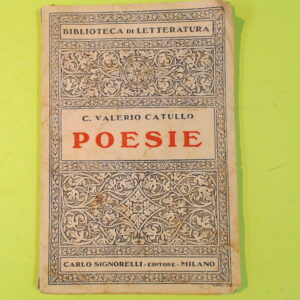 BIBLIOTECA DI LETTERATURA
C. VALERIO CATULLO
POESIE
CARLO SIGNORELLI - EDITORE - MILANO